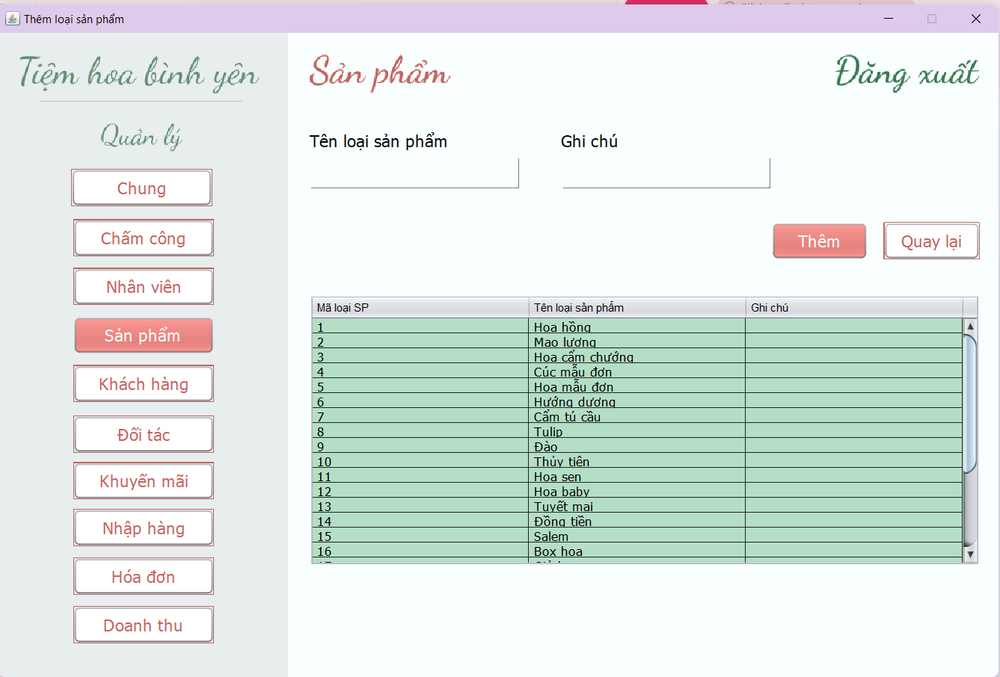 Thêm loại sản phẩm
Tiệm hoa bình yên
Quản lý
Chung
Chấm công
Nhân viên
Sản phẩm
Khách hàng
Đối tác
Khuyến mãi
Nhập hàng
Hóa đơn
Doanh thu
Sản phẩm
Đăng xuất
Tên loại sản phẩm Ghi chú
Thêm Quay lại
Mã loại SP Tên loại sản phẩm Ghi chú
1 Hoa hồng
2 Mao lương
3 Hoa cẩm chướng
4 Cúc mẫu đơn
5 Hoa mẫu đơn
6 Hướng dương
7 Cẩm tú cầu
8 Tulip
9 Đào
10 Thủy tiên
11 Hoa sen
12 Hoa baby
13 Tuyết mai
14 Đồng tiền
15 Salem
16 Box hoa